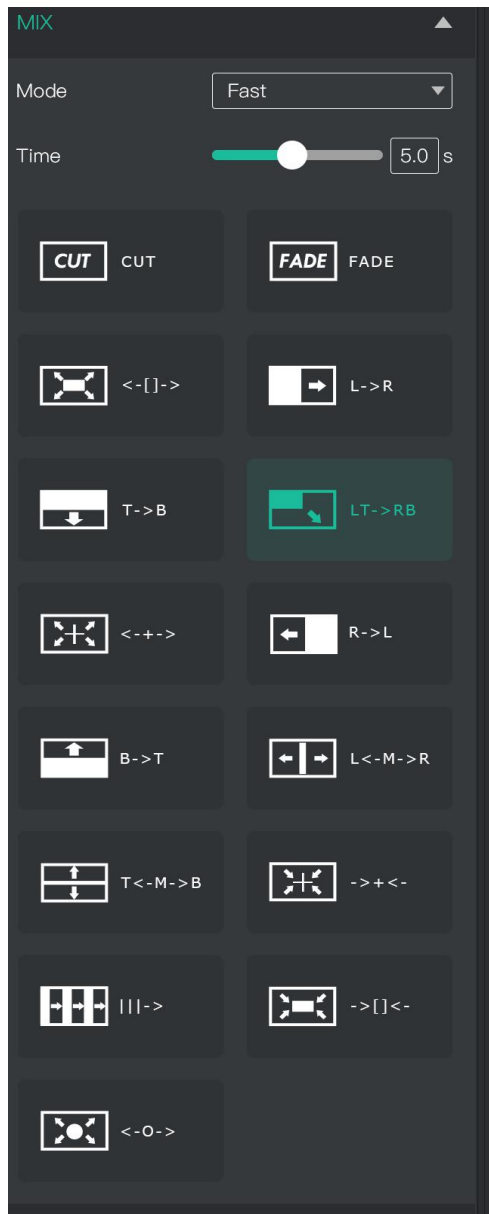 MIX
Mode Fast
Time 5.0 s
CUT CUT FADE FADE
<-[]-> L->R
T->B LT->RB
<-+-> R->L
B->T L<-M->R
T<-M->B ->+<-
|||-> ->[]<-
<-O->